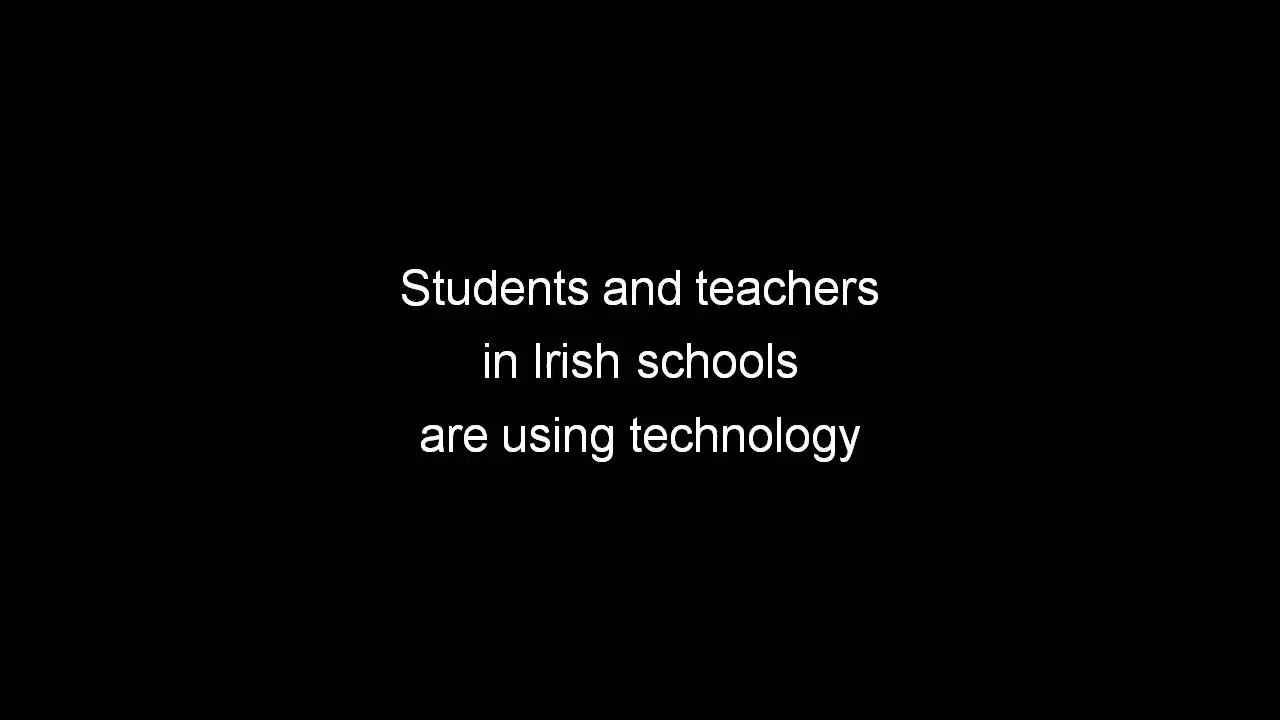 Students and teachers
in Irish schools
are using technology